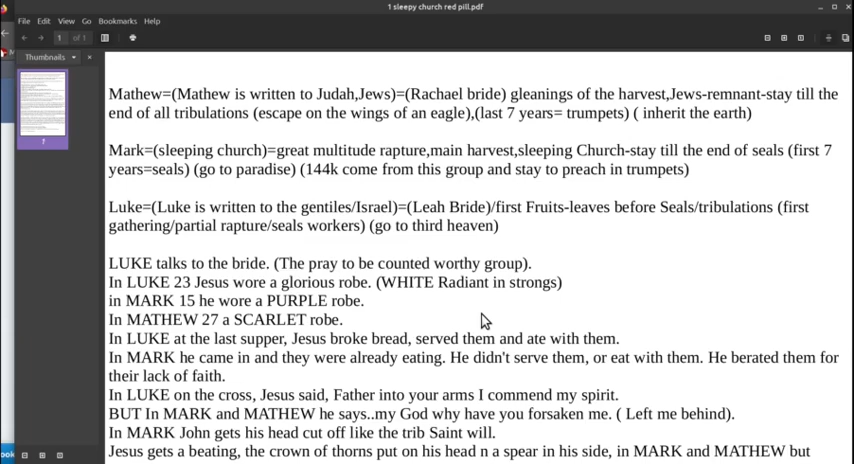 1 sleepy church red pill.pdf
File Edit View Go Bookmarks Help
1 of 1
Thumbnails
Mathew=(Mathew is written to Judah,Jews)=(Rachael bride) gleanings of the harvest,Jews-remnant-stay till the
end of all tribulations (escape on the wings of an eagle),(last 7 years= trumpets) ( inherit the earth)
Mark=(sleeping church)=great multitude rapture,main harvest,sleeping Church-stay till the end of seals (first 7
years=seals) (go to paradise) (144k come from this group and stay to preach in trumpets)
Luke=(Luke is written to the gentiles/Israel)=(Leah Bride)/first Fruits-leaves before Seals/tribulations (first
gathering/partial rapture/seals workers) (go to third heaven)
LUKE talks to the bride. (The pray to be counted worthy group).
In LUKE 23 Jesus wore a glorious robe. (WHITE Radiant in strongs)
in MARK 15 he wore a PURPLE robe.
In MATHEW 27 a SCARLET robe.
In LUKE at the last supper, Jesus broke bread, served them and ate with them.
In MARK he came in and they were already eating. He didn't serve them, or eat with them. He berated them for
their lack of faith.
In LUKE on the cross, Jesus said, Father into your arms I commend my spirit.
BUT In MARK and MATHEW he says..my God why have you forsaken me. ( Left me behind).
In MARK John gets his head cut off like the trib Saint will.
Jesus gets a beating, the crown of thorns put on his head n a spear in his side, in MARK and MATHEW but